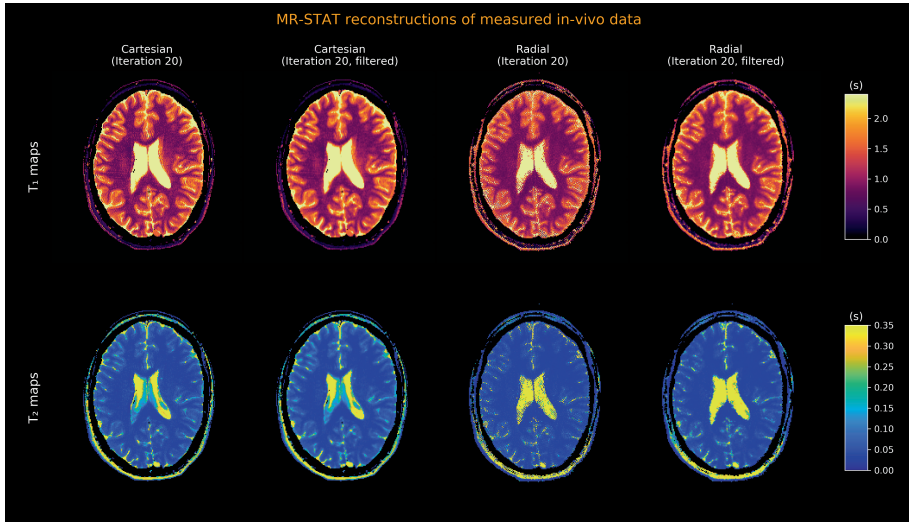 MR-STAT reconstructions of measured in-vivo data
Cartesian
(Iteration 20)
Cartesian
(Iteration 20, filtered)
Radial
(Iteration 20)
Radial
(Iteration 20, filtered)
T₁ maps
(s)
2.0
1.5
1.0
0.5
0.0
T₂ maps
(s)
0.35
0.30
0.25
0.20
0.15
0.10
0.05
0.00